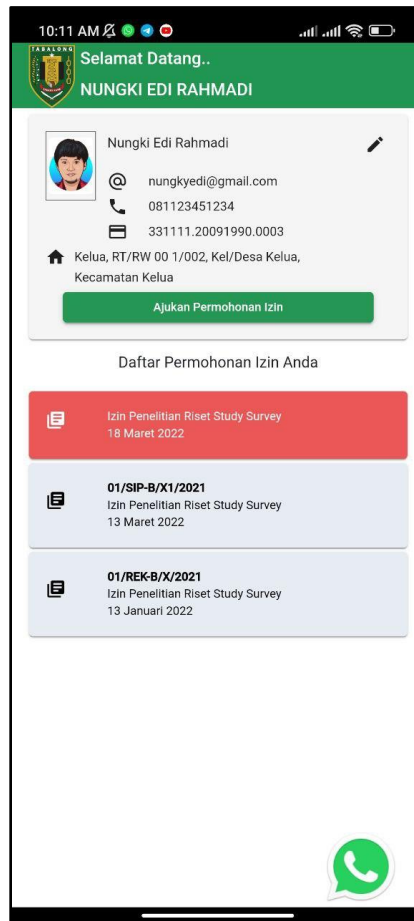 10:11 AM
TABALONG
Selamat Datang..
NUNGKI EDI RAHMADI
Nungki Edi Rahmadi
nungkyedi@gmail.com
081123451234
331111.20091990.0003
Kelua, RT/RW 00 1/002, Kel/Desa Kelua,
Kecamatan Kelua
Ajukan Permohonan Izin
Daftar Permohonan Izin Anda
Izin Penelitian Riset Study Survey
18 Maret 2022
01/SIP-B/X1/2021
Izin Penelitian Riset Study Survey
13 Maret 2022
01/REK-B/X/2021
Izin Penelitian Riset Study Survey
13 Januari 2022